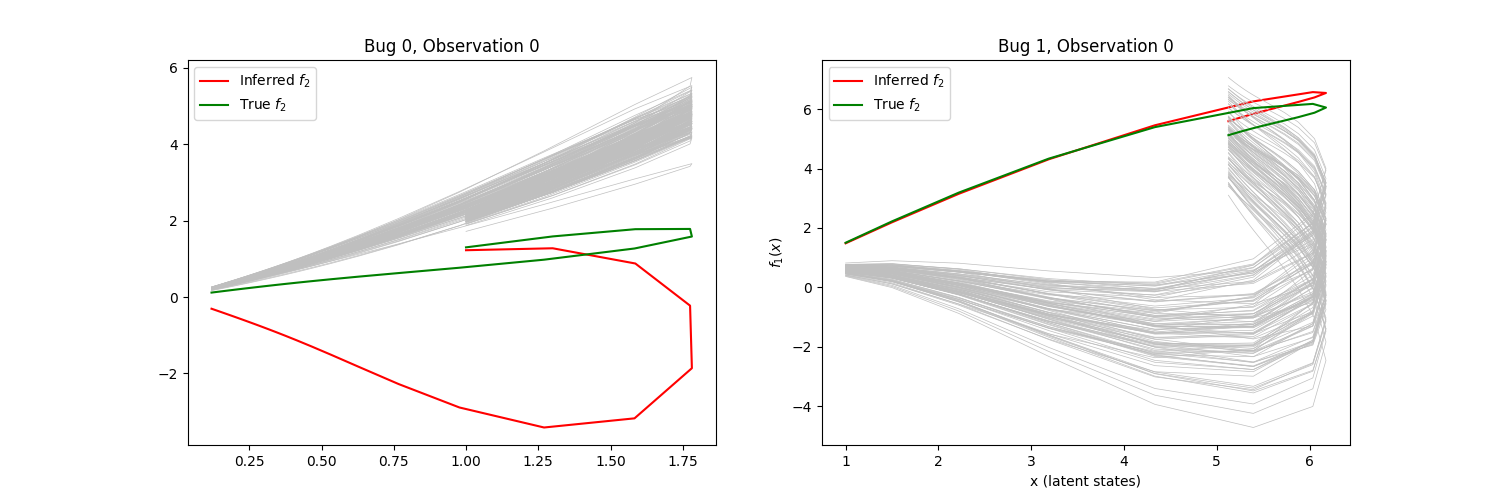 Bug 0, Observation 0
Inferred f₂
True f₂
6
4
2
0
−2
0.25 0.50 0.75 1.00 1.25 1.50 1.75
Bug 1, Observation 0
Inferred f₂
True f₂
f₁(x)
6
4
2
0
−2
−4
1 2 3 4 5 6
x (latent states)